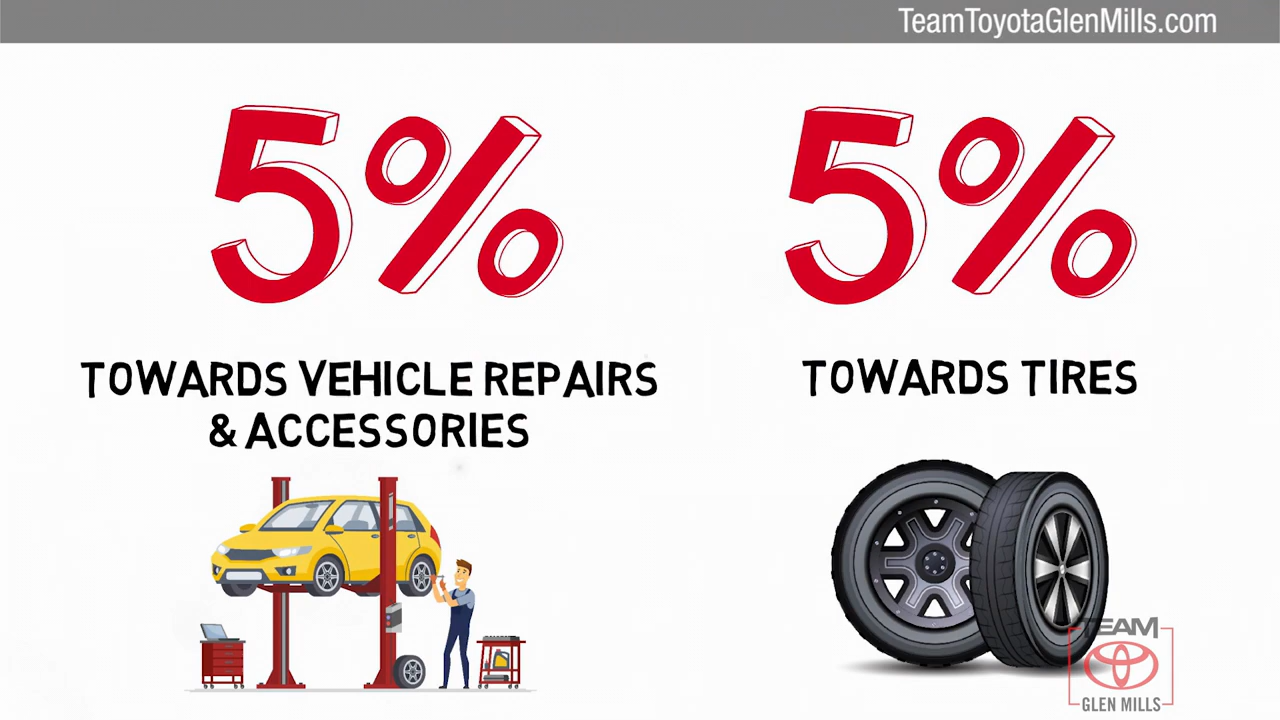 TeamToyotaGlenMills.com
5%
TOWARDS VEHICLE REPAIRS
& ACCESSORIES
5%
TOWARDS TIRES
TEAM
GLEN MILLS